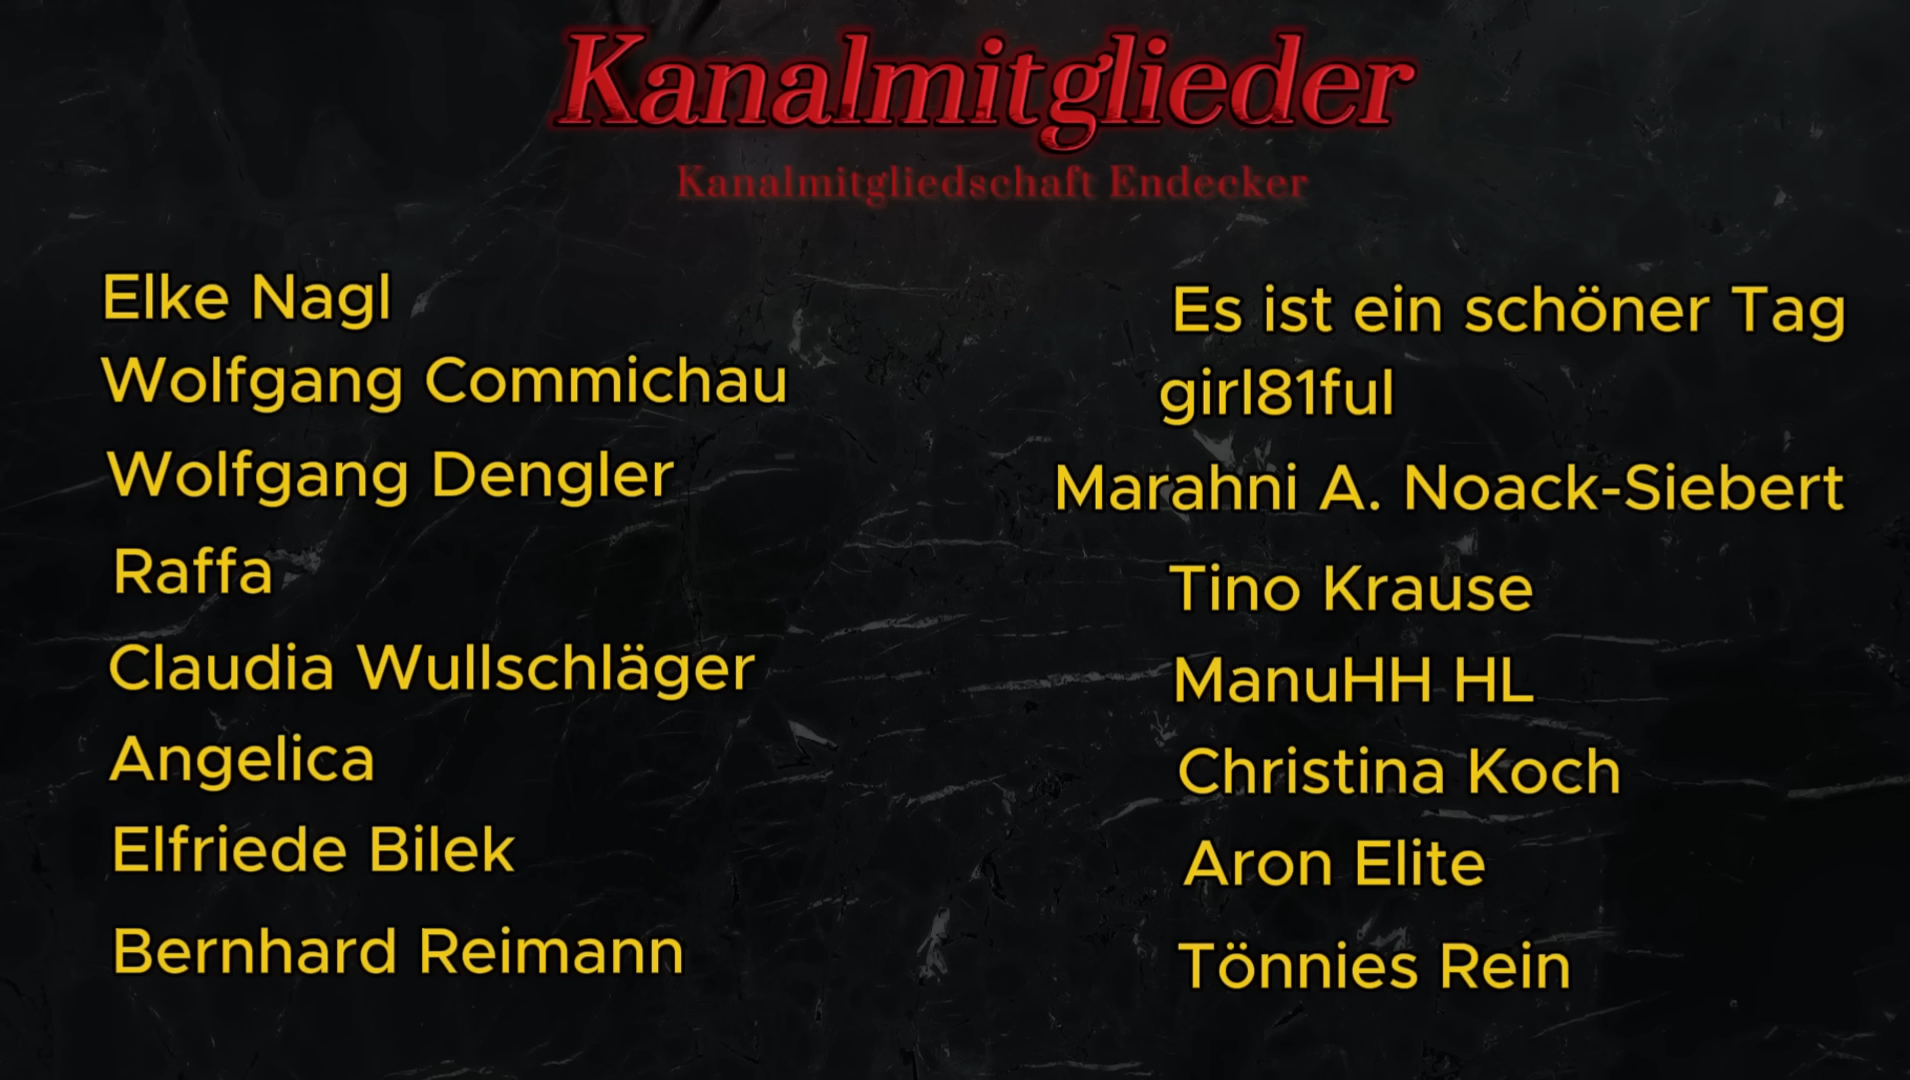 Kanalmitglieder
Kanalmitgliedschaft Endecker
Elke Nagl
Wolfgang Commichau
Wolfgang Dengler
Raffa
Claudia Wullschläger
Angelica
Elfriede Bilek
Bernhard Reimann
Es ist ein schöner Tag
girl81ful
Marahni A. Noack-Siebert
Tino Krause
ManuHH HL
Christina Koch
Aron Elite
Tönnies Rein